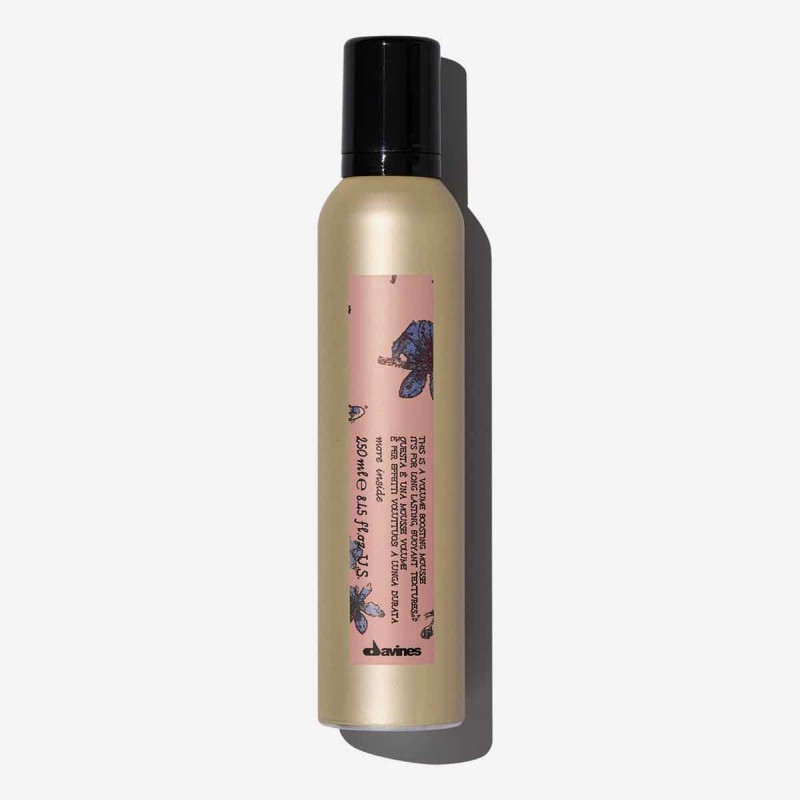 THIS IS A VOLUME BOOSTING MOUSSE
IT'S FOR LONG LASTING, BUOYANT TEXTURES.
QUESTA È UNA MOUSSE VOLUME
È PER EFFETTI VOLUTTUOSI A LUNGA DURATA
more inside
250 ml ℮ 8.45 fl.oz. U.S.
davines